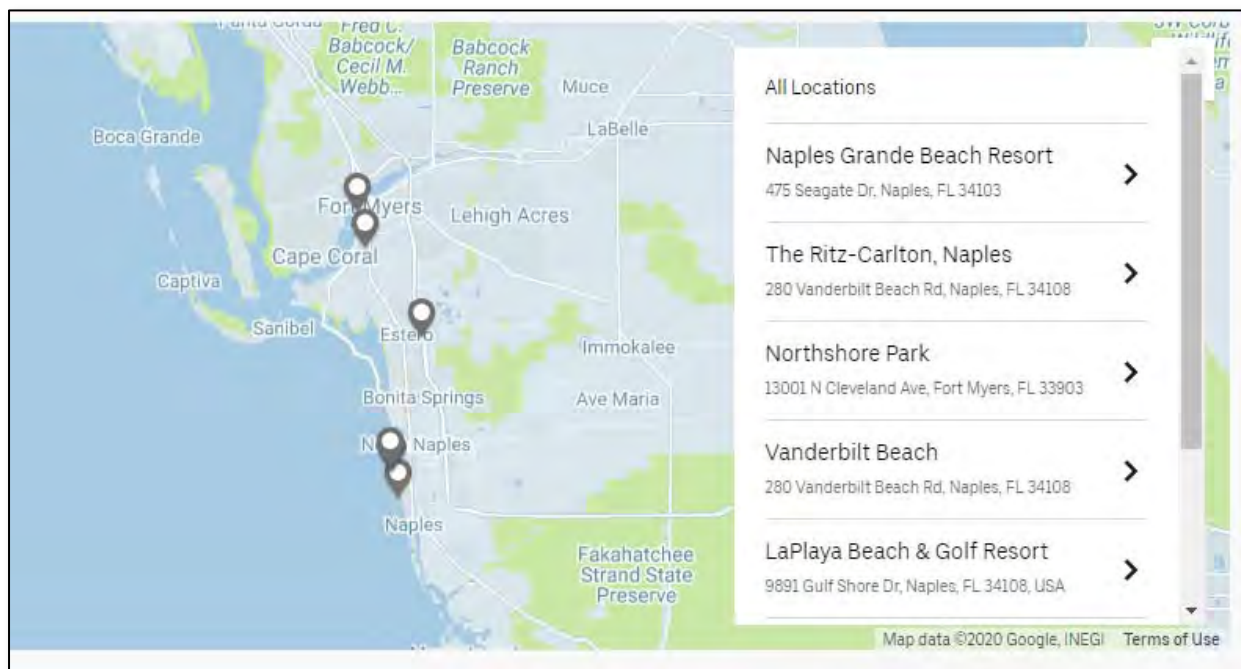 Fred C.
Babcock/
Cecil M.
Webb...
Babcock
Ranch
Preserve
Muce
LaBelle
Boca Grande
Fort Myers
Lehigh Acres
Cape Coral
Captiva
Sanibel
Estero
Immokalee
Bonita Springs
Ave Maria
Naples
Naples
Fakahatchee
Strand State
Preserve
All Locations
Naples Grande Beach Resort
475 Seagate Dr, Naples, FL 34103
The Ritz-Carlton, Naples
280 Vanderbilt Beach Rd, Naples, FL 34108
Northshore Park
13001 N Cleveland Ave, Fort Myers, FL 33903
Vanderbilt Beach
280 Vanderbilt Beach Rd, Naples, FL 34108
LaPlaya Beach & Golf Resort
9891 Gulf Shore Dr, Naples, FL 34108, USA
Map data ©2020 Google, INEGI Terms of Use